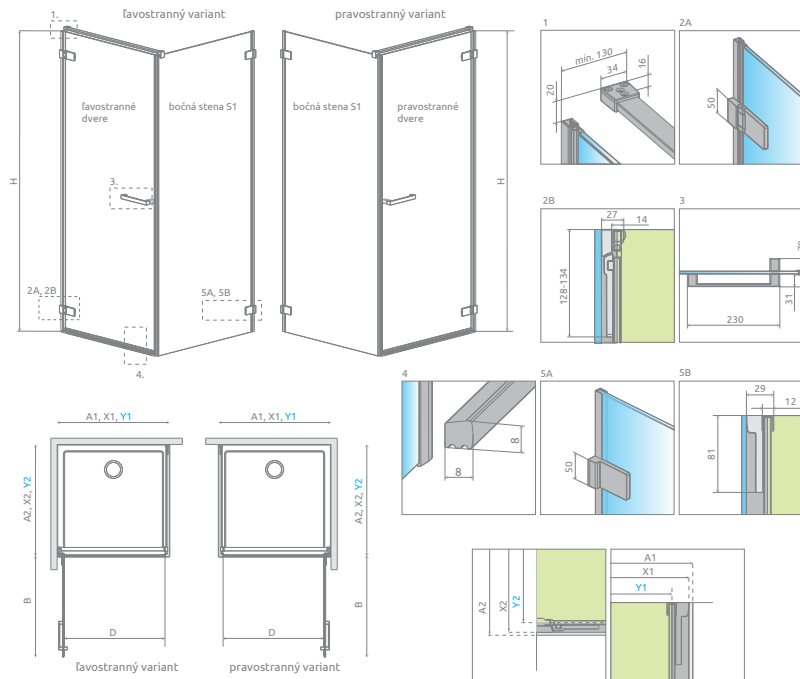 1.
ľavostranný variant
pravostranný variant
ľavostranné
dvere
bočná stena S1
bočná stena S1
pravostranné
dvere
H
H
3.
2A, 2B
5A, 5B
4.
1
min. 130
34
16
20
2A
50
2B
27
14
128-134
3
31
230
4
8
8
5A
50
5B
29
12
81
A1, X1, Y1
A1, X1, Y1
A2, X2, Y2
A2, X2, Y2
B
B
D
D
ľavostranný variant
pravostranný variant
A2
X2
Y2
A1
X1
Y1